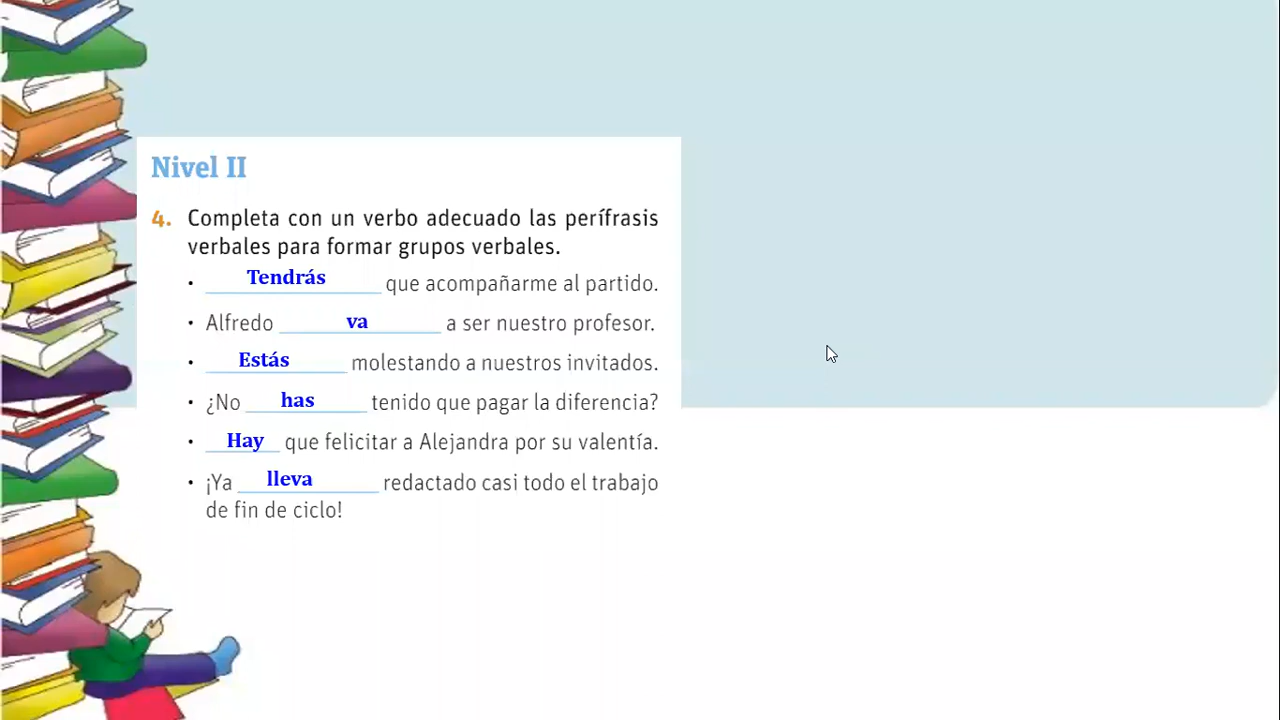 Nivel II
4. Completa con un verbo adecuado las perífrasis
verbales para formar grupos verbales.
• Tendrás que acompañarme al partido.
• Alfredo va a ser nuestro profesor.
• Estás molestando a nuestros invitados.
• ¿No has tenido que pagar la diferencia?
• Hay que felicitar a Alejandra por su valentía.
• ¡Ya lleva redactado casi todo el trabajo
de fin de ciclo!